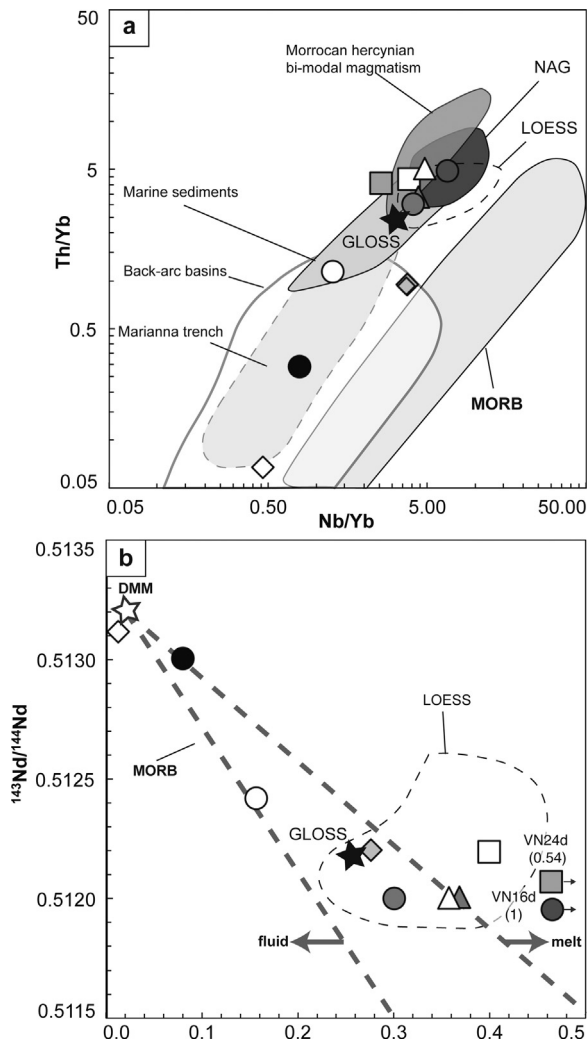 50
a
Morrocan hercynian
bi-modal magmatism
NAG
LOESS
5
Marine sediments
GLOSS
Back-arc basins
0.5
Marianna trench
MORB
0.05
Th/Yb
0.05
0.50
5.00
50.00
Nb/Yb
0.5135
b
DMM
0.5130
LOESS
MORB
0.5125
GLOSS
VN24d
(0.54)
VN16d
(1)
0.5120
fluid
melt
0.5115
143Nd/144Nd
0.0
0.1
0.2
0.3
0.4
0.5